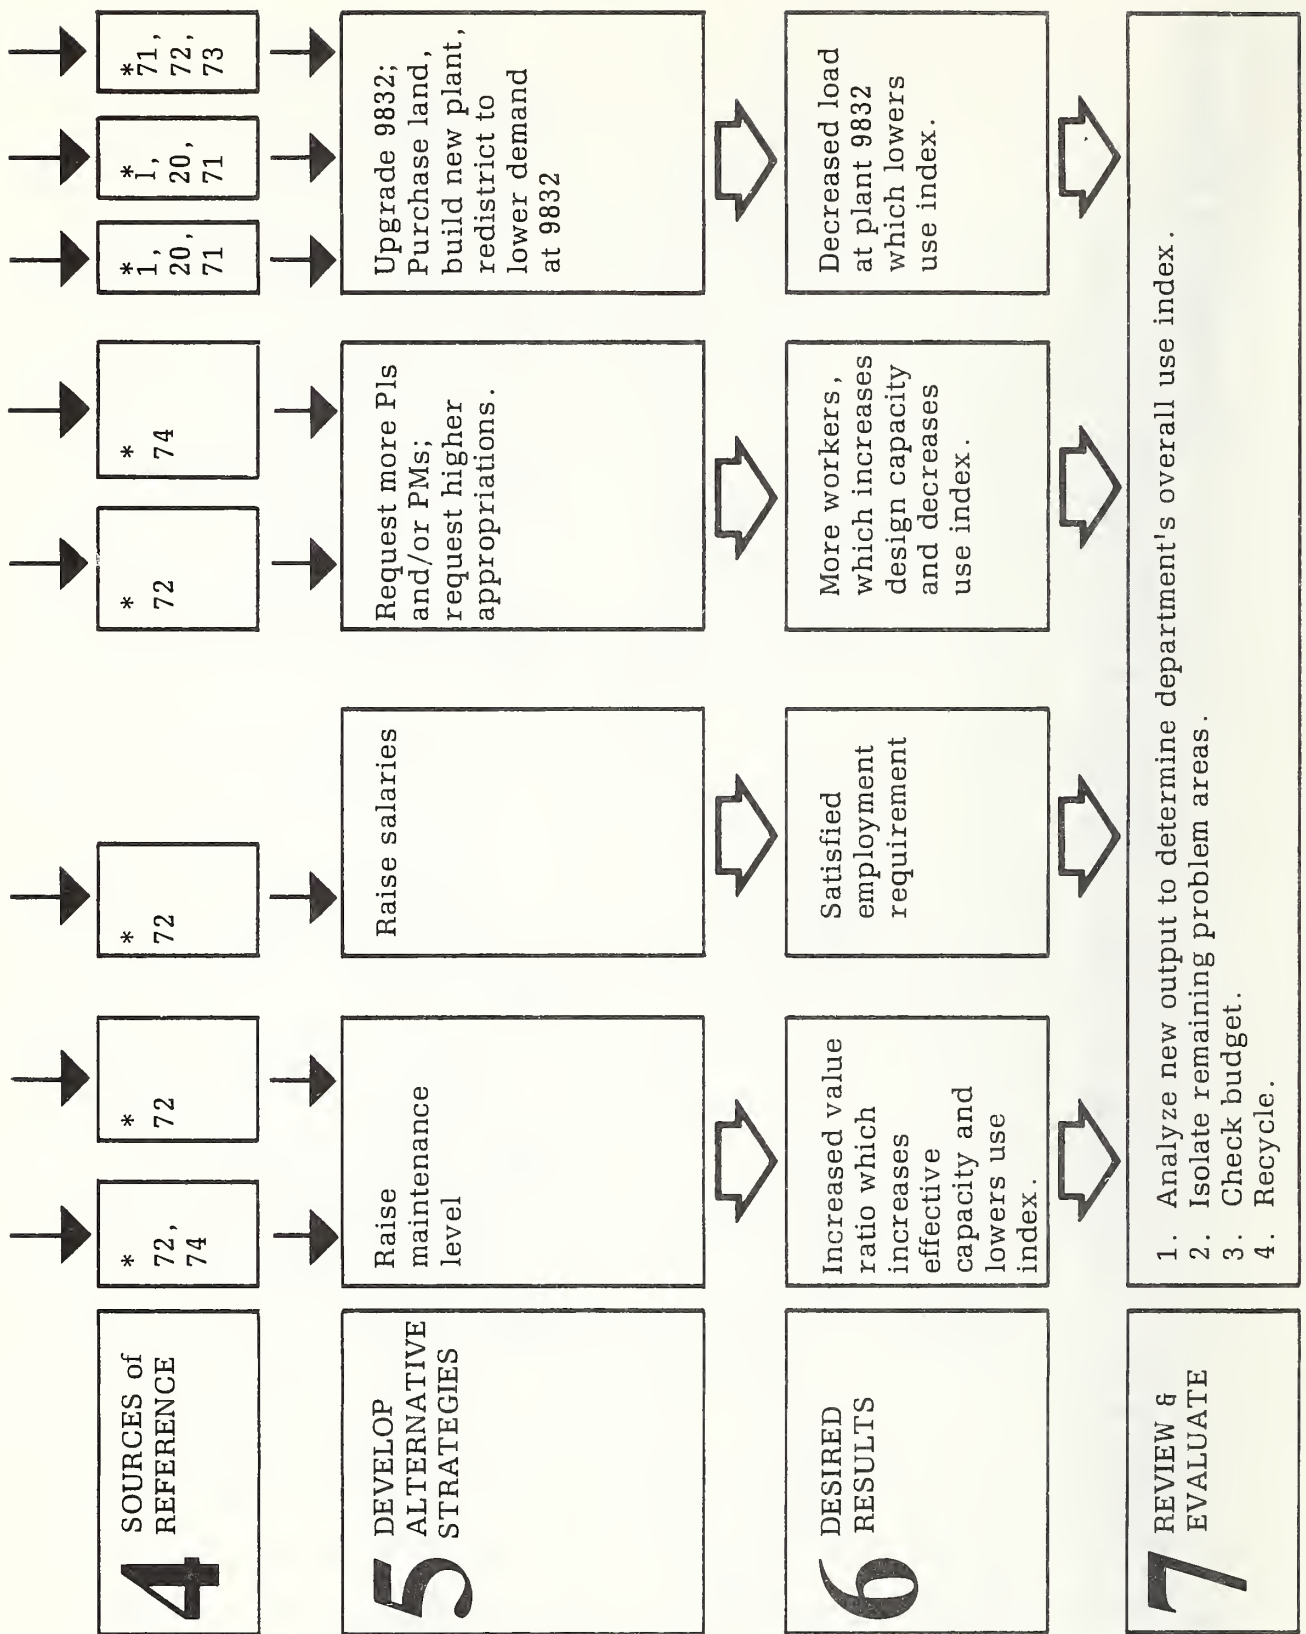 4
SOURCES of
REFERENCE
*
72,
74
*
72
*
72
*
72
*
74
*
1,
20,
71
*
1,
20,
71
*
71,
72,
73
5
DEVELOP
ALTERNATIVE
STRATEGIES
Raise
maintenance
level
Raise salaries
Request more PIs
and/or PMs;
request higher
appropriations.
Upgrade 9832;
Purchase land,
build new plant,
redistrict to
lower demand
at 9832
6
DESIRED
RESULTS
Increased value
ratio which
increases
effective
capacity and
lowers use
index.
Satisfied
employment
requirement
More workers,
which increases
design capacity
and decreases
use index.
Decreased load
at plant 9832
which lowers
use index.
7
REVIEW &
EVALUATE
1. Analyze new output to determine department's overall use index.
2. Isolate remaining problem areas.
3. Check budget.
4. Recycle.